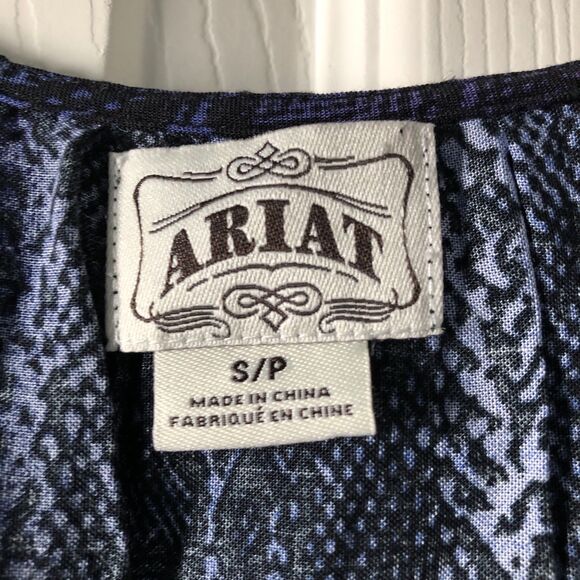 ARIAT
S/P
MADE IN CHINA
FABRIQUÉ EN CHINE